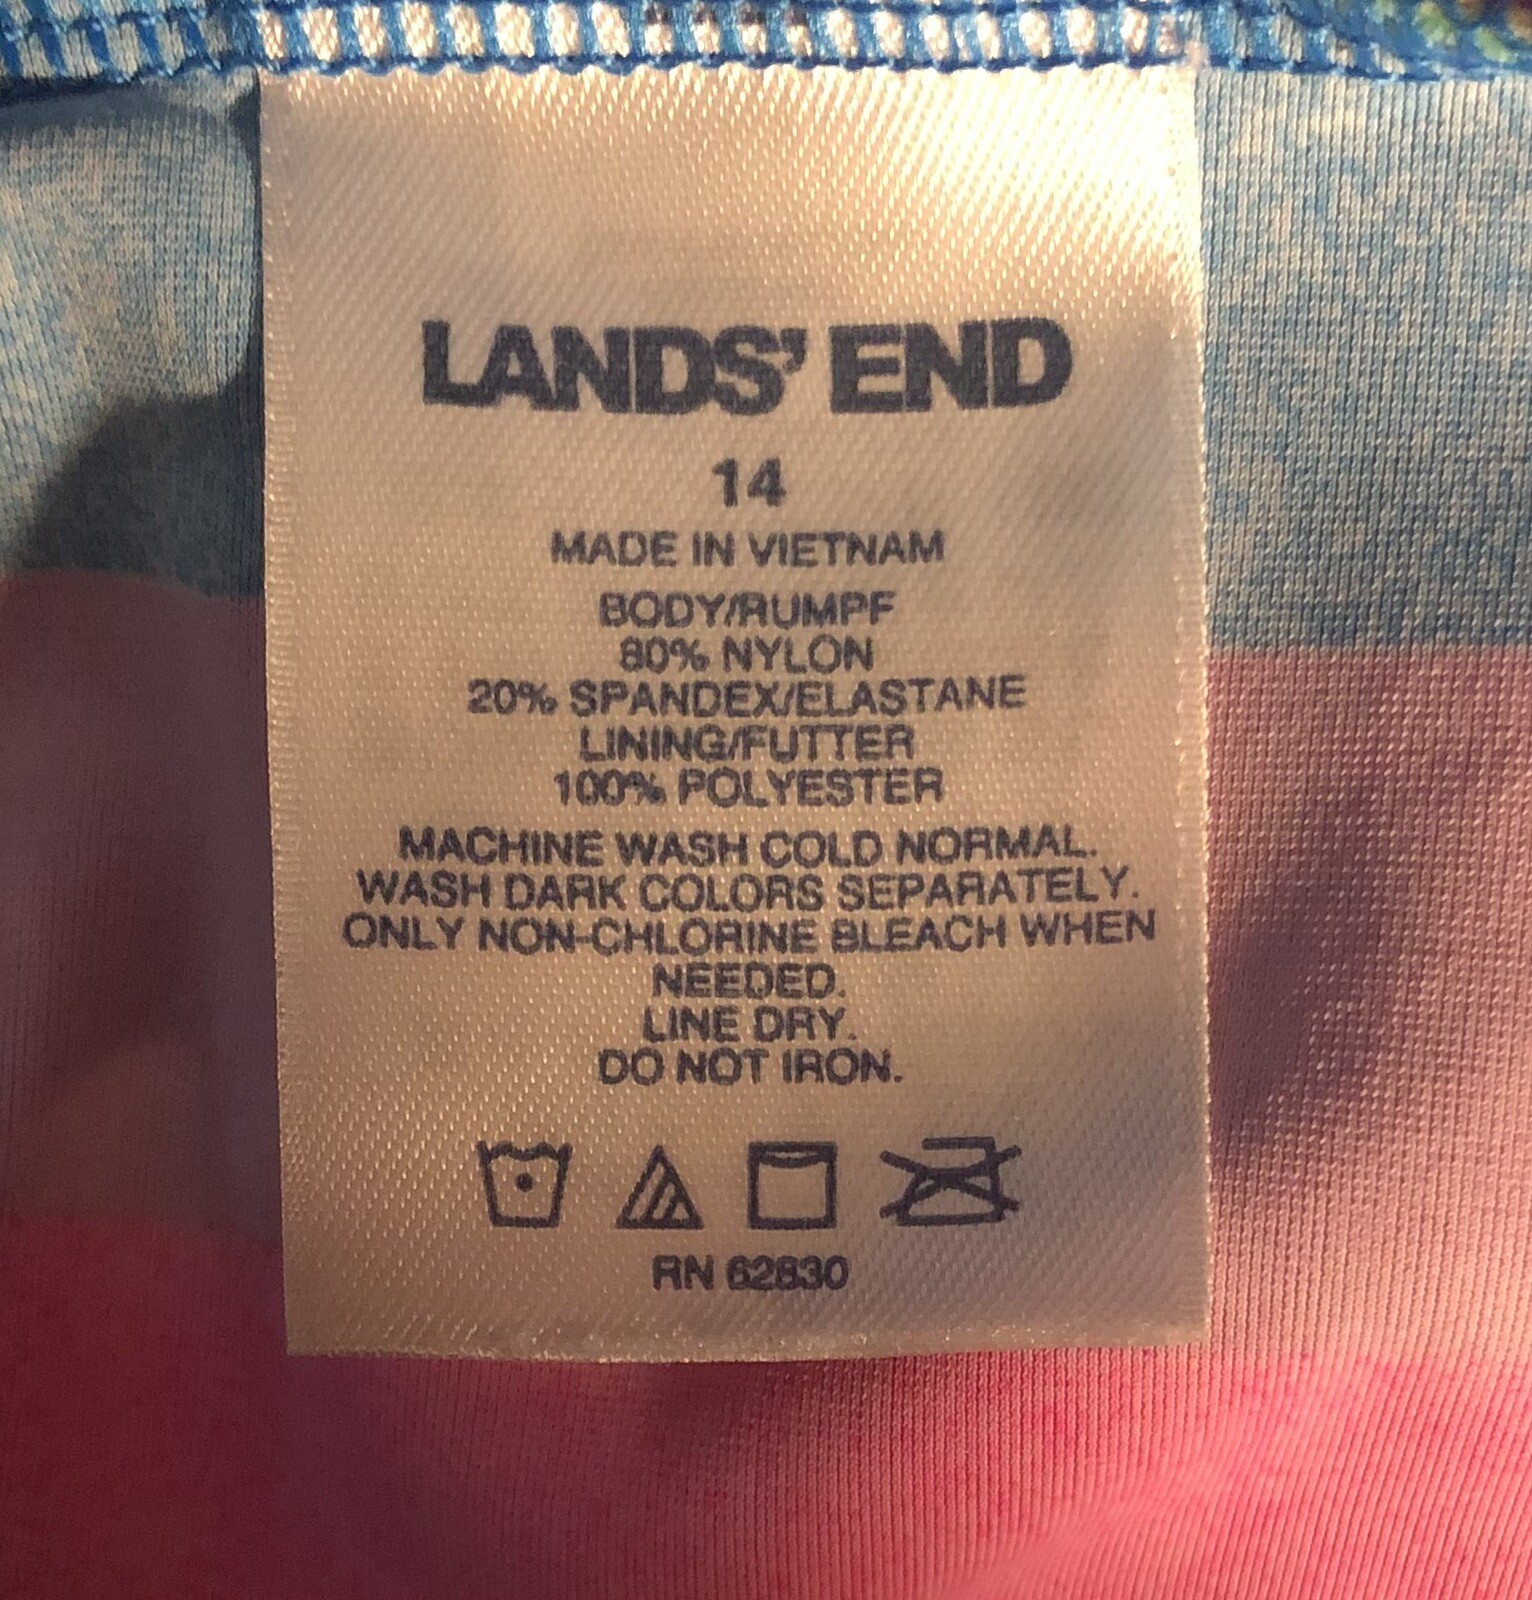 LANDS' END
14
MADE IN VIETNAM
BODY/RUMPF
80% NYLON
20% SPANDEX/ELASTANE
LINING/FUTTER
100% POLYESTER
MACHINE WASH COLD NORMAL.
WASH DARK COLORS SEPARATELY.
ONLY NON-CHLORINE BLEACH WHEN
NEEDED.
LINE DRY.
DO NOT IRON.
RN 62830